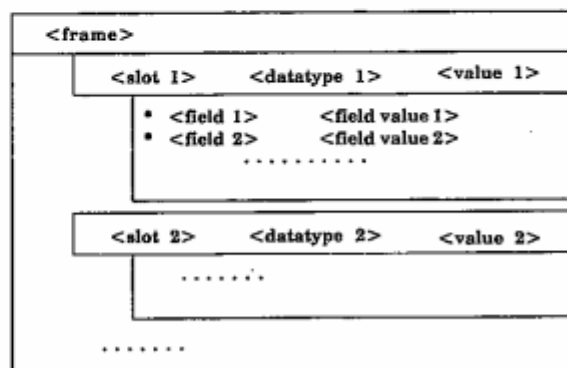 <frame>
<slot 1> <datatype 1> <value 1>
• <field 1> <field value 1>
• <field 2> <field value 2>
..........
<slot 2> <datatype 2> <value 2>
.......
.......